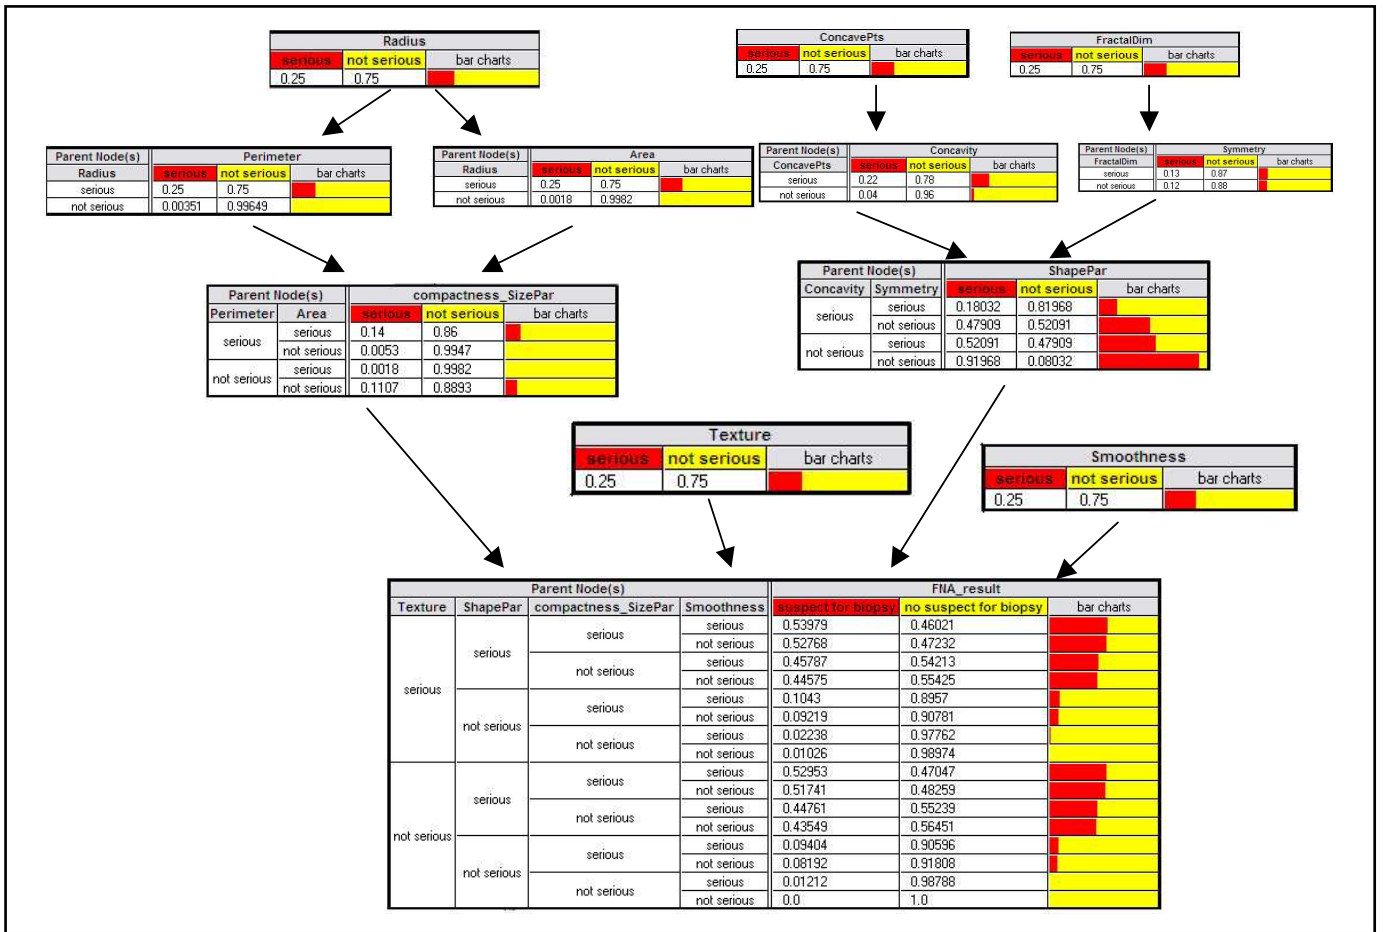 Radius
serious not serious bar charts
0.25 0.75
ConcavePts
serious not serious bar charts
0.25 0.75
FractalDim
serious not serious bar charts
0.25 0.75
Parent Node(s) Perimeter
Radius serious not serious bar charts
serious 0.25 0.75
not serious 0.00351 0.99649
Parent Node(s) Area
Radius serious not serious bar charts
serious 0.25 0.75
not serious 0.0018 0.9982
Parent Node(s) Concavity
ConcavePts serious not serious bar charts
serious 0.22 0.78
not serious 0.04 0.96
Parent Node(s) Symmetry
FractalDim serious not serious bar charts
serious 0.13 0.87
not serious 0.12 0.88
Parent Node(s) compactness_SizePar
Perimeter Area serious not serious bar charts
serious serious 0.14 0.86
not serious 0.0053 0.9947
not serious serious 0.0018 0.9982
not serious 0.1107 0.8893
Parent Node(s) ShapePar
Concavity Symmetry serious not serious bar charts
serious serious 0.18032 0.81968
not serious 0.47909 0.52091
not serious serious 0.52091 0.47909
not serious 0.91968 0.08032
Texture
serious not serious bar charts
0.25 0.75
Smoothness
serious not serious bar charts
0.25 0.75
Parent Node(s) FNA_result
Texture ShapePar compactness_SizePar Smoothness suspect for biopsy no suspect for biopsy bar charts
serious serious serious serious 0.53979 0.46021
not serious 0.52768 0.47232
not serious serious 0.45787 0.54213
not serious 0.44575 0.55425
not serious serious serious 0.1043 0.8957
not serious 0.09219 0.90781
not serious serious 0.02238 0.97762
not serious 0.01026 0.98974
not serious serious serious serious 0.52953 0.47047
not serious 0.51741 0.48259
not serious serious 0.44761 0.55239
not serious 0.43549 0.56451
not serious serious serious 0.09404 0.90596
not serious 0.08192 0.91808
not serious serious 0.01212 0.98788
not serious 0.0 1.0